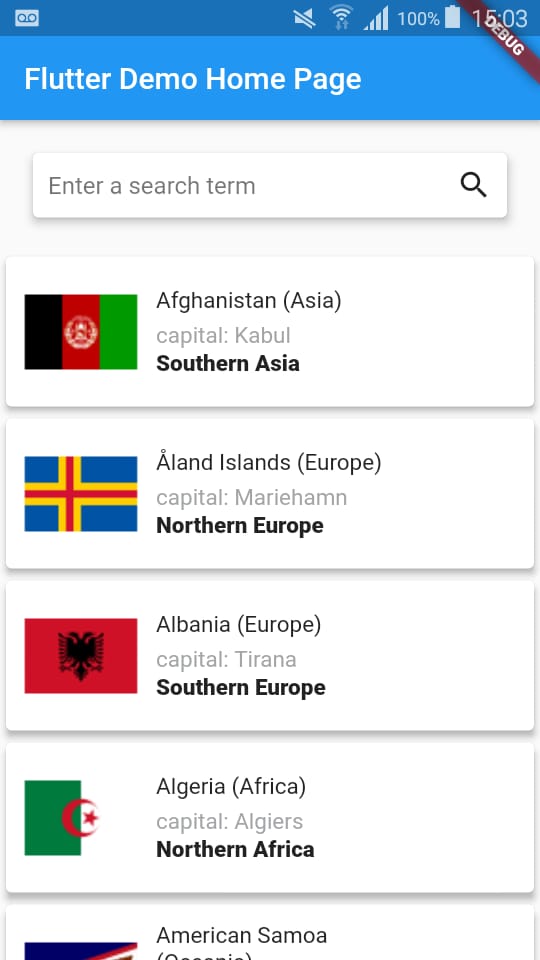 100% 15:03
DEBUG
Flutter Demo Home Page
Enter a search term
Afghanistan (Asia)
capital: Kabul
Southern Asia
Åland Islands (Europe)
capital: Mariehamn
Northern Europe
Albania (Europe)
capital: Tirana
Southern Europe
Algeria (Africa)
capital: Algiers
Northern Africa
American Samoa
(Oceania)